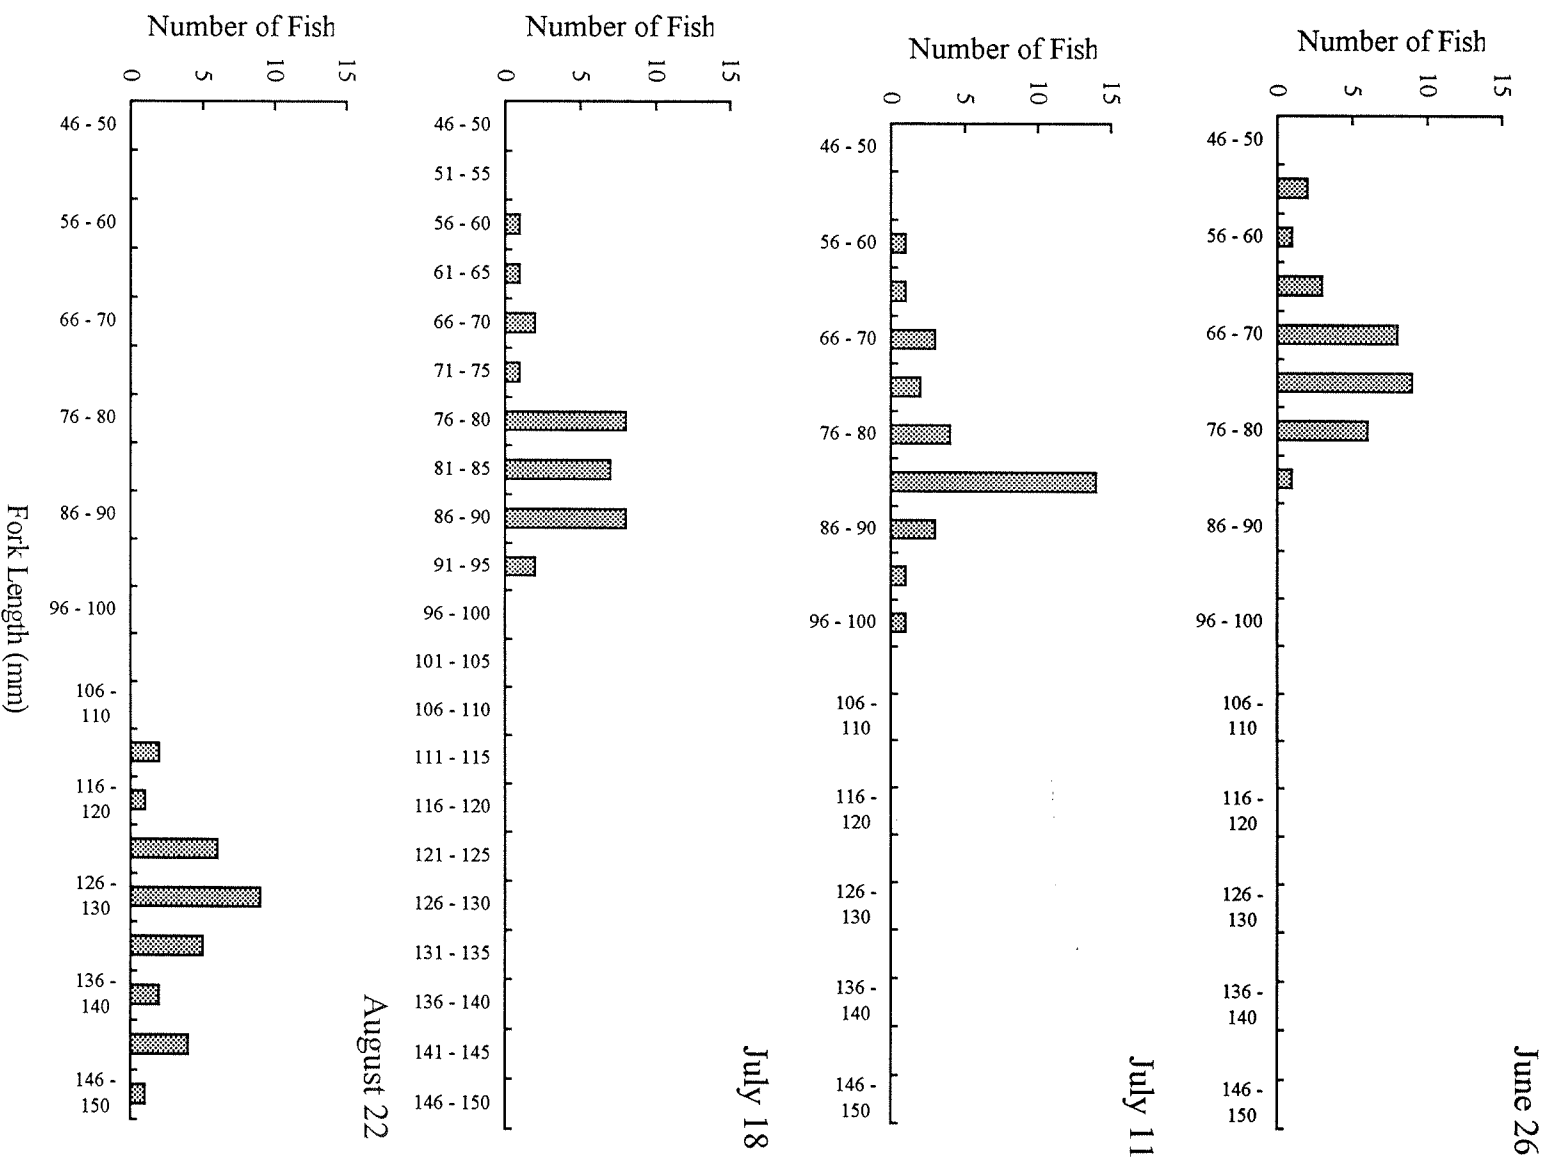 Number of Fish
0
5
10
15
46 - 50
56 - 60
66 - 70
76 - 80
86 - 90
96 - 100
106 -
110
116 -
120
126 -
130
136 -
140
146 -
150
June 26
Number of Fish
0
5
10
15
46 - 50
56 - 60
66 - 70
76 - 80
86 - 90
96 - 100
106 -
110
116 -
120
126 -
130
136 -
140
146 -
150
July 11
Number of Fish
0
5
10
15
46 - 50
51 - 55
56 - 60
61 - 65
66 - 70
71 - 75
76 - 80
81 - 85
86 - 90
91 - 95
96 - 100
101 - 105
106 - 110
111 - 115
116 - 120
121 - 125
126 - 130
131 - 135
136 - 140
141 - 145
146 - 150
July 18
Number of Fish
0
5
10
15
46 - 50
56 - 60
66 - 70
76 - 80
86 - 90
96 - 100
106 -
110
116 -
120
126 -
130
136 -
140
146 -
150
August 22
Fork Length (mm)